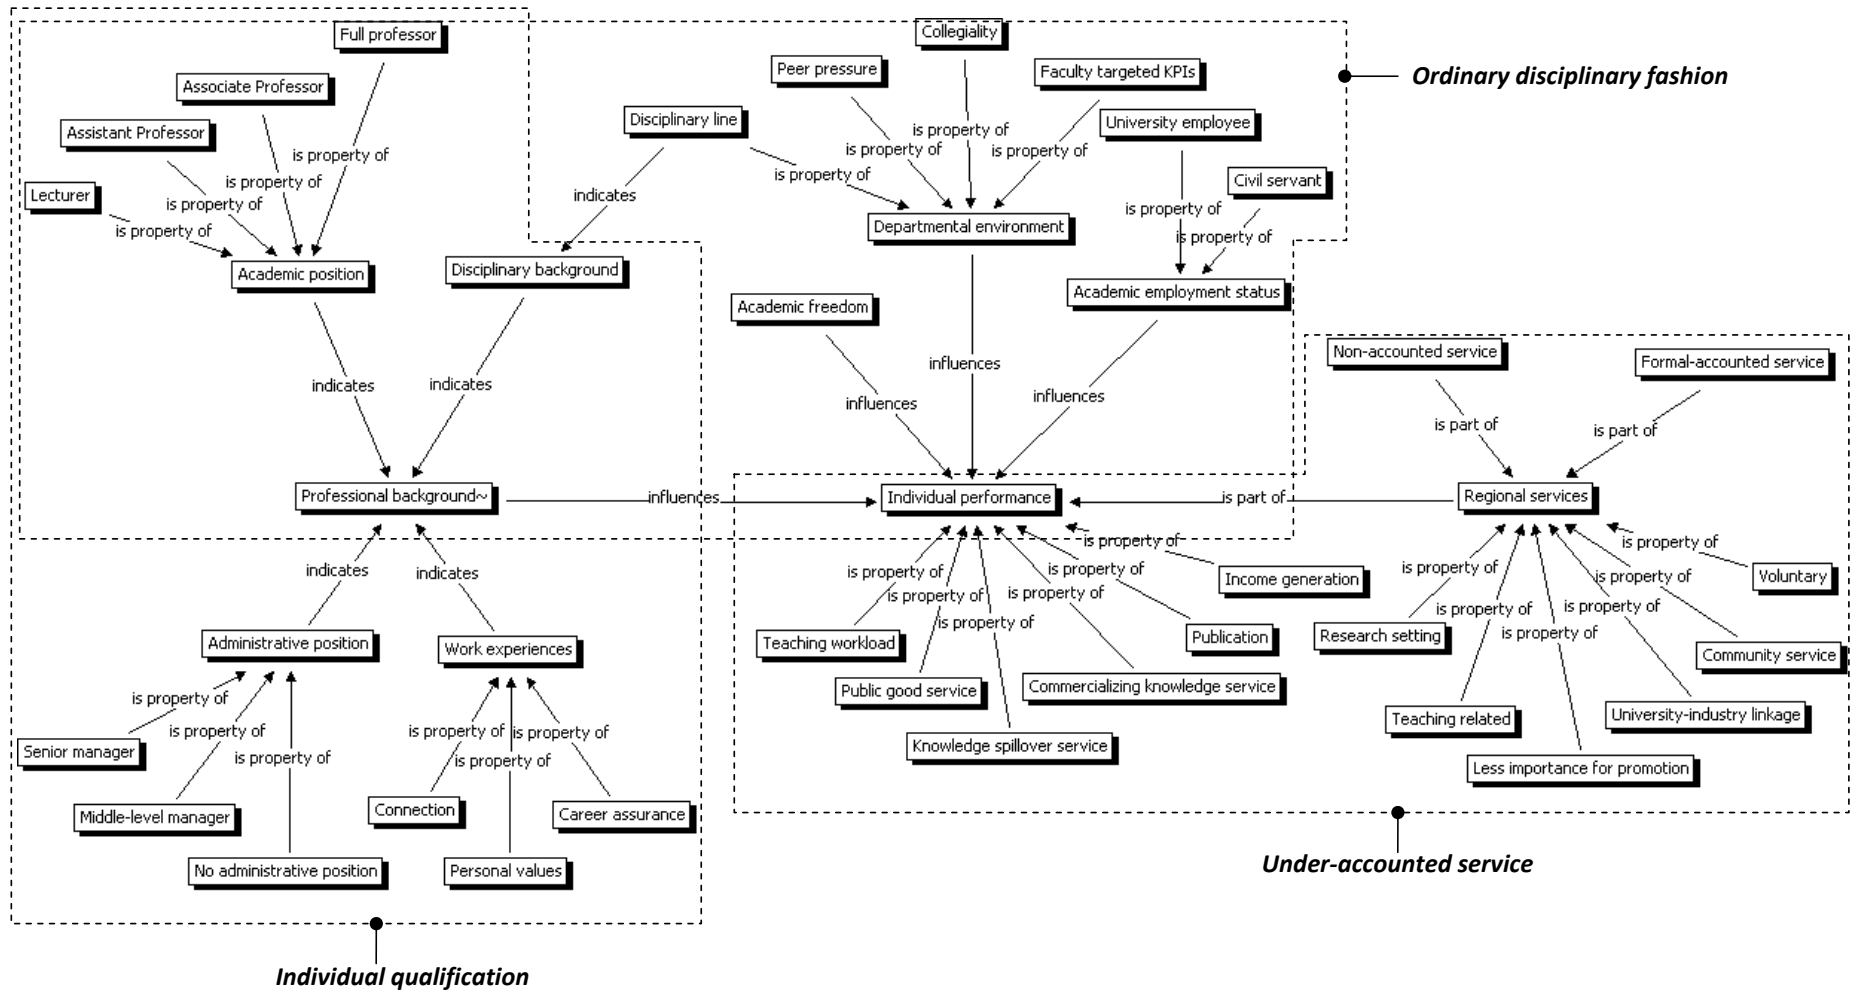 Full professor
Collegiality
Peer pressure
Faculty targeted KPIs
Ordinary disciplinary fashion
Associate Professor
Disciplinary line
University employee
Assistant Professor
is property of
is property of
is property of
is property of
Lecturer
is property of
is property of
Civil servant
is property of
indicates
is property of
is property of
is property of
Departmental environment
is property of
Academic position
Disciplinary background
Academic employment status
Academic freedom
Non-accounted service
Formal-accounted service
influences
indicates
indicates
influences
influences
is part of
is part of
Professional background~
influences
Individual performance
is part of
Regional services
is property of
is property of
indicates
indicates
is property of
is property of
is property of
is property of
Income generation
Voluntary
is property of
is property of
is property of
is property of
is property of
is property of
Administrative position
Work experiences
Teaching workload
Publication
Research setting
Community service
is property of
Public good service
Commercializing knowledge service
Teaching related
University-industry linkage
is property of
is property of
is property of
Senior manager
Knowledge spillover service
is property of
is property of
Less importance for promotion
Middle-level manager
Connection
Career assurance
No administrative position
Personal values
Under-accounted service
Individual qualification